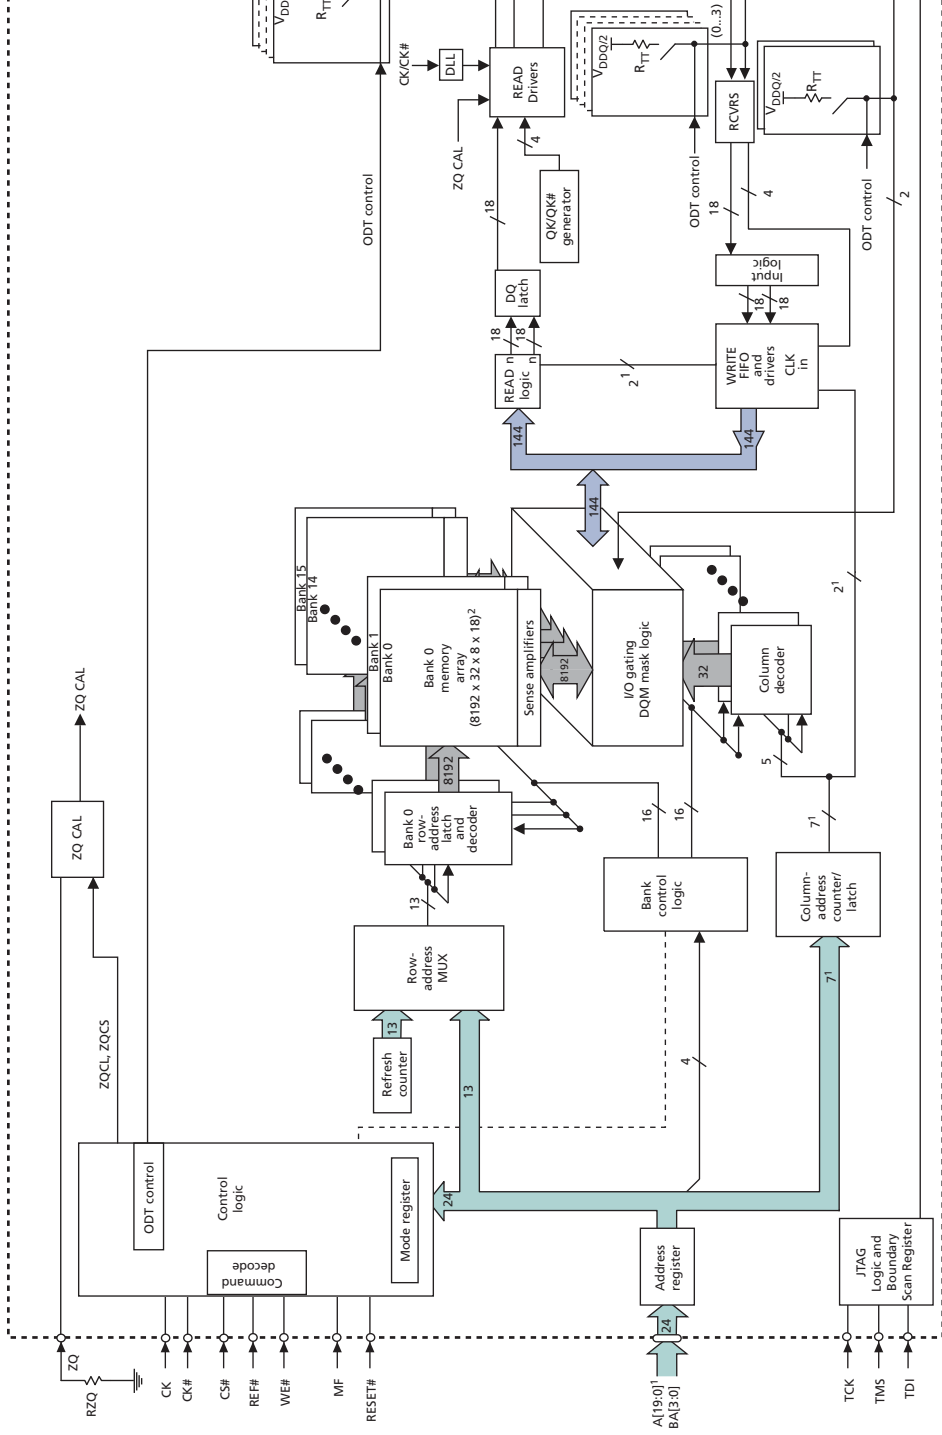 ZQ
RZQ
CK
CK#
CS#
REF#
WE#
MF
RESET#
A[19:0]¹
BA[3:0]
24
TCK
TMS
TDI
ODT control
Control
logic
Command
decode
Mode register
24
Address
register
JTAG
Logic and
Boundary
Scan Register
ZQCL, ZQCS
ZQ CAL
ZQ CAL
Refresh
counter
13
13
Row-
address
MUX
13
4
7¹
Bank
control
logic
16
16
Column-
address
counter/
latch
7¹
5
2¹
Bank 0
row-
address
latch
and
decoder
8192
Bank 15
Bank 14
Bank 1
Bank 0
Bank 0
memory
array
(8192 x 32 x 8 x 18)²
Sense amplifiers
8192
I/O gating
DQM mask logic
32
Column
decoder
144
144
144
READ n
logic n
18
18
DQ
latch
18
2¹
WRITE
FIFO
and
drivers
CLK
in
18
18
Input
logic
18
4
RCVRS
QK/QK#
generator
4
ZQ CAL
CK/CK#
DLL
READ
Drivers
ODT control
ODT control
ODT control
2
V_DD
R_TT
V_DDQ/2
R_TT
(0...3)
V_DDQ/2
R_TT